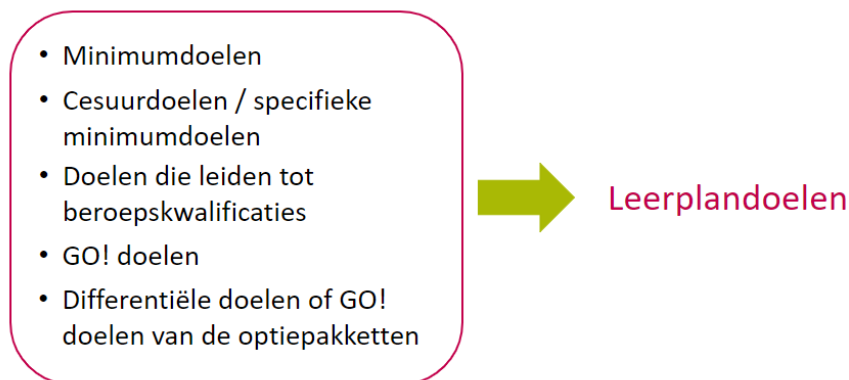 • Minimumdoelen
• Cesuurdoelen / specifieke
minimumdoelen
• Doelen die leiden tot
beroepskwalificaties
• GO! doelen
• Differentiële doelen of GO!
doelen van de optiepakketten
Leerplandoelen